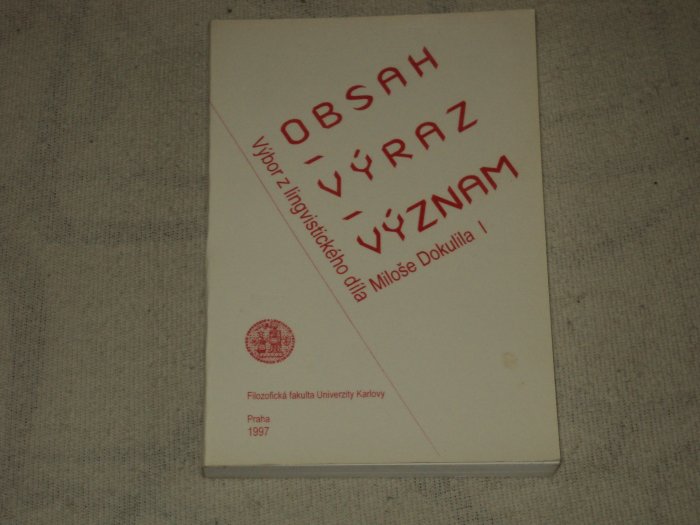 OBSAH
- VÝRAZ
- VÝZNAM
Výbor z lingvistického díla
Miloše Dokulila I
Filozofická fakulta Univerzity Karlovy
Praha
1997